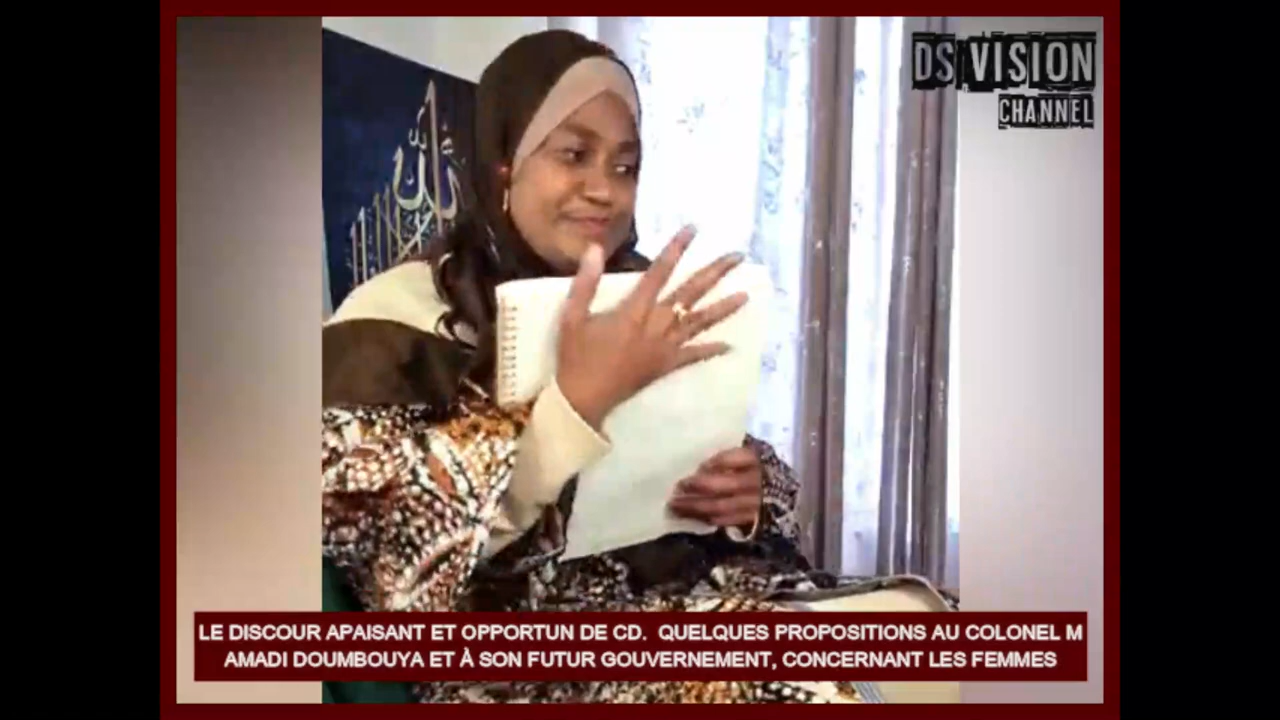 DS VISION
CHANNEL
LE DISCOUR APAISANT ET OPPORTUN DE CD. QUELQUES PROPOSITIONS AU COLONEL M
AMADI DOUMBOUYA ET À SON FUTUR GOUVERNEMENT, CONCERNANT LES FEMMES